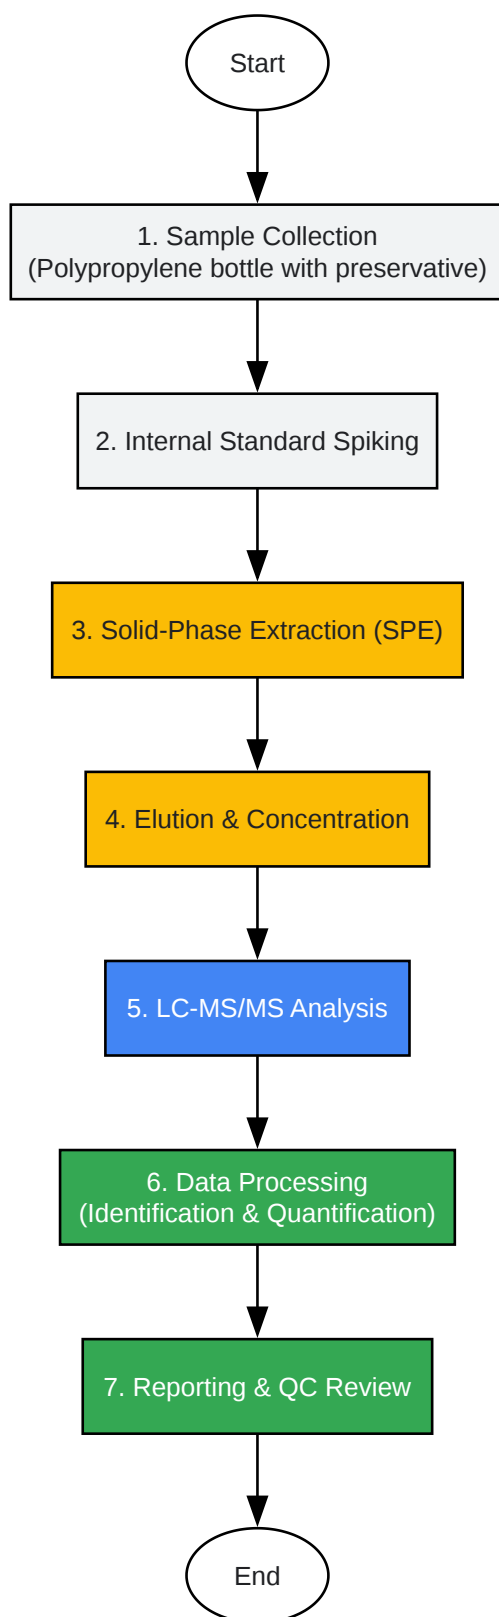 Start
1. Sample Collection
(Polypropylene bottle with preservative)
2. Internal Standard Spiking
3. Solid-Phase Extraction (SPE)
4. Elution & Concentration
5. LC-MS/MS Analysis
6. Data Processing
(Identification & Quantification)
7. Reporting & QC Review
End